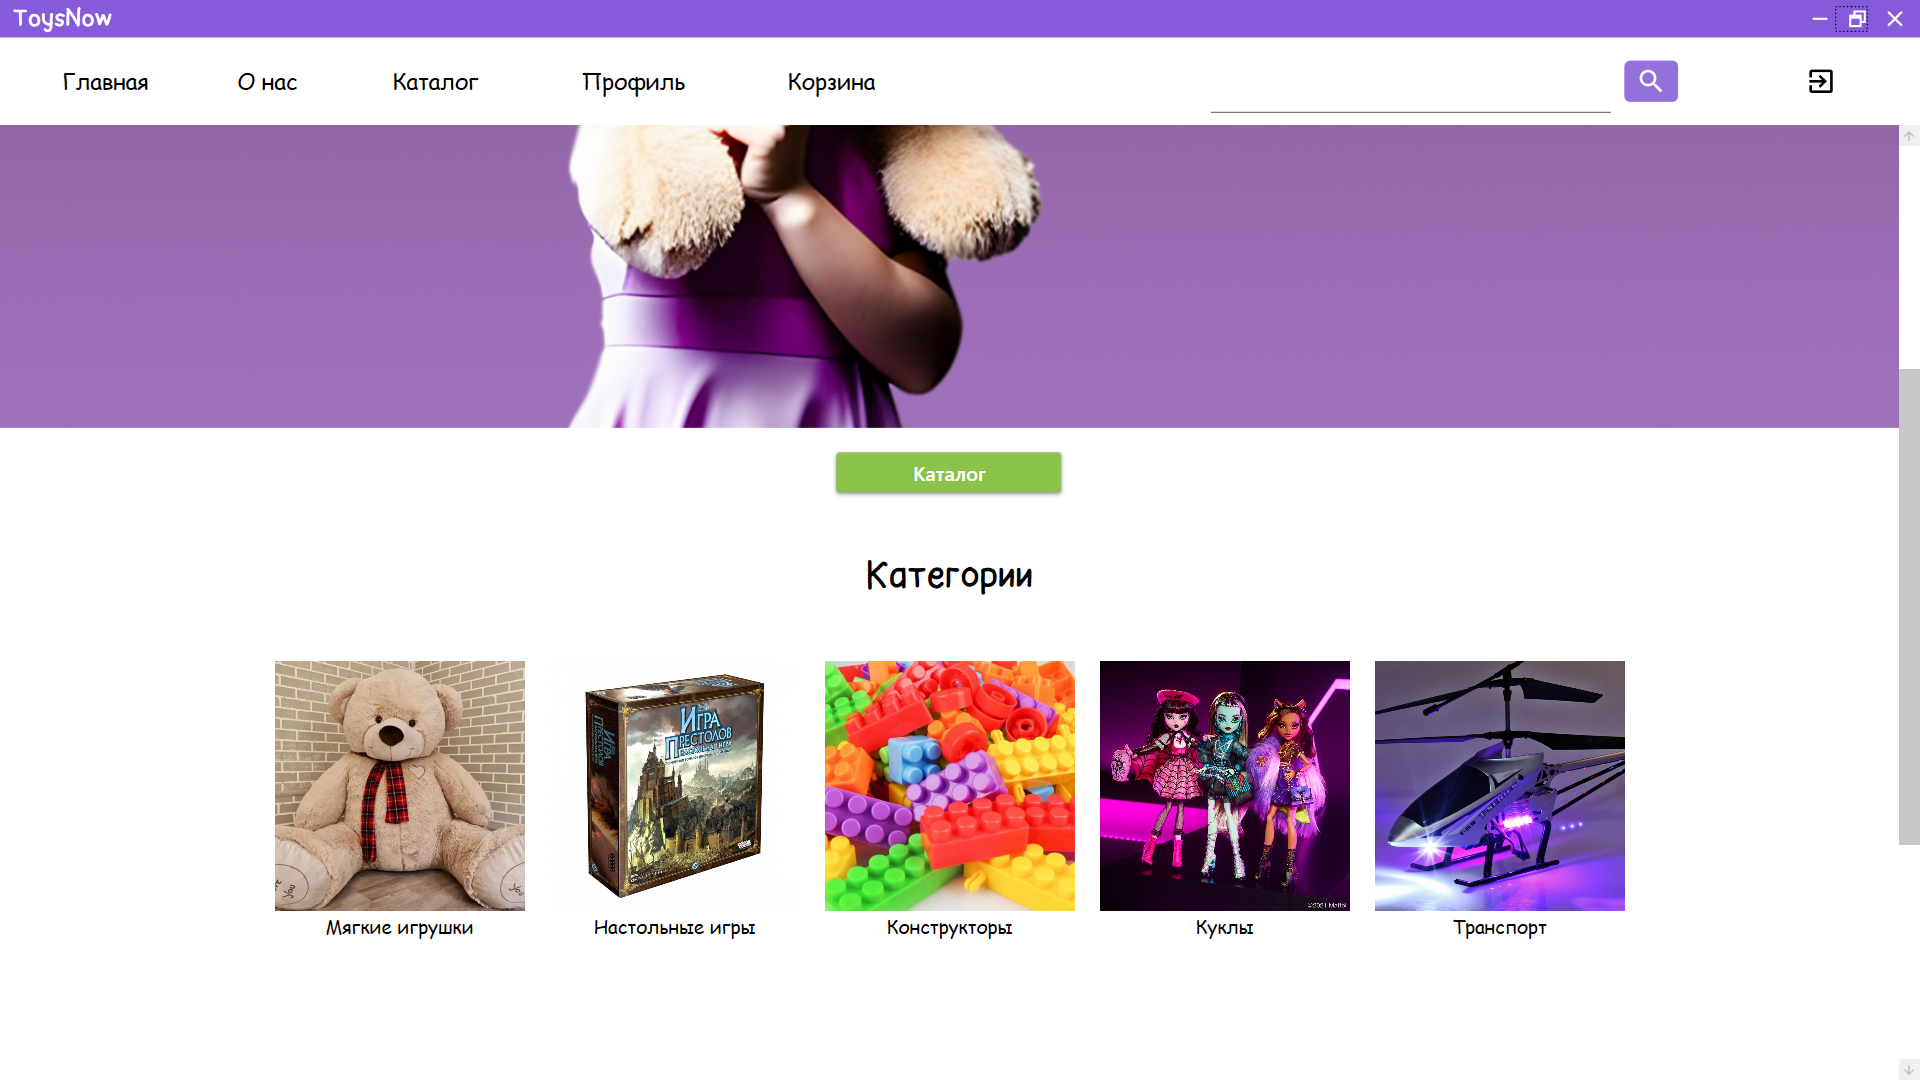 ToysNow
Главная О нас Каталог Профиль Корзина
Каталог
Категории
ИГРА
ПРЕСТОЛОВ
Мягкие игрушки Настольные игры Конструкторы Куклы Транспорт